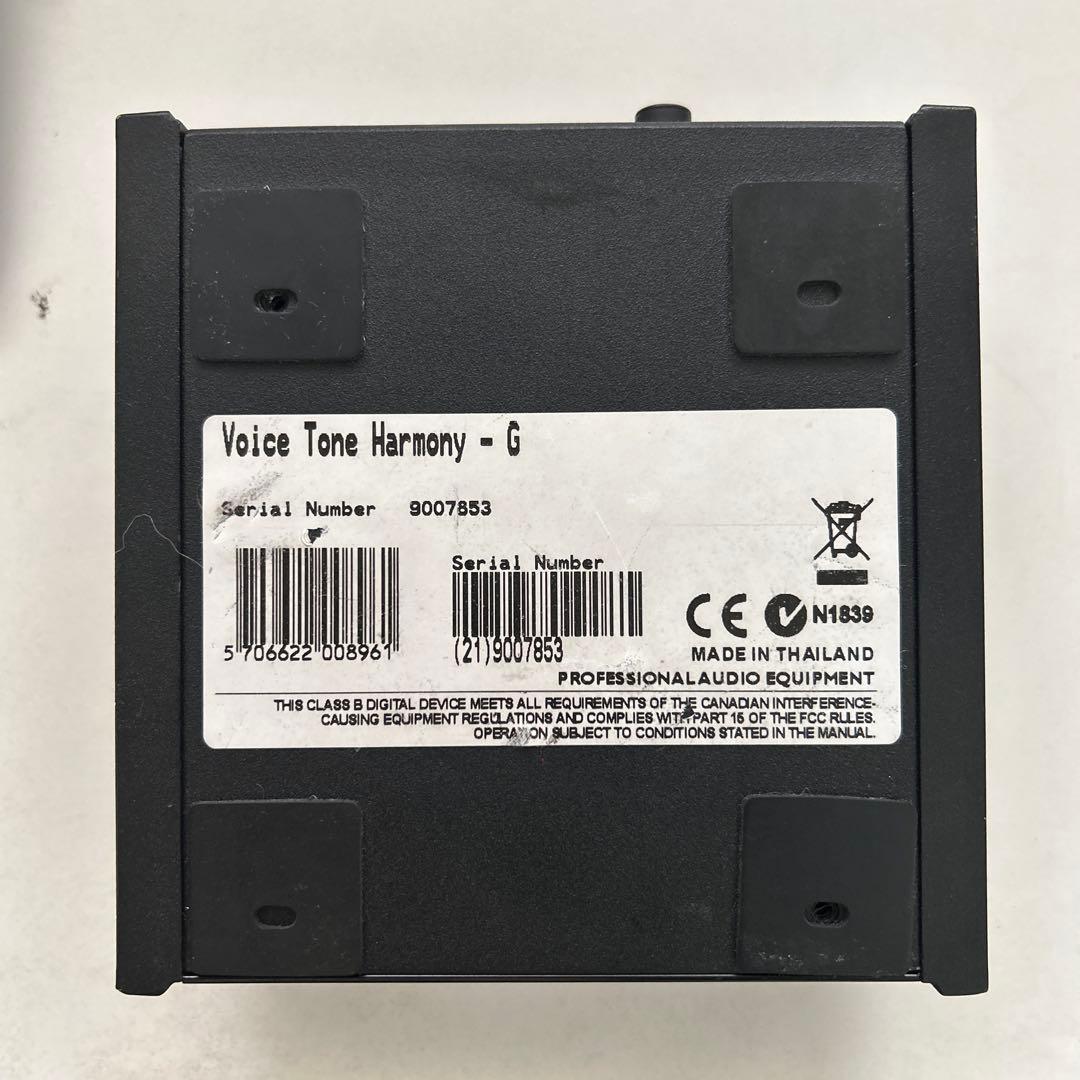 Voice Tone Harmony - G
Serial Number 9007853
Serial Number
5 706622 008961
(21)9007853
CE N1839
MADE IN THAILAND
PROFESSIONAL AUDIO EQUIPMENT
THIS CLASS B DIGITAL DEVICE MEETS ALL REQUIREMENTS OF THE CANADIAN INTERFERENCE-
CAUSING EQUIPMENT REGULATIONS AND COMPLIES WITH PART 15 OF THE FCC RULES.
OPERATION SUBJECT TO CONDITIONS STATED IN THE MANUAL.